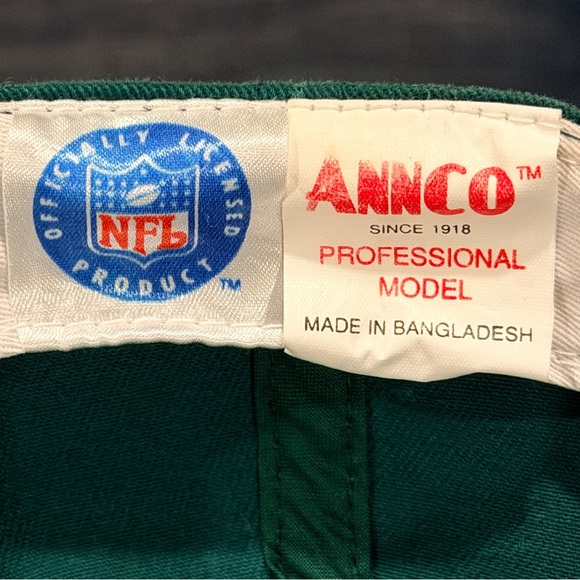 OFFICIALLY LICENSED
NFL
PRODUCT
™
ANNCO™
SINCE 1918
PROFESSIONAL
MODEL
MADE IN BANGLADESH